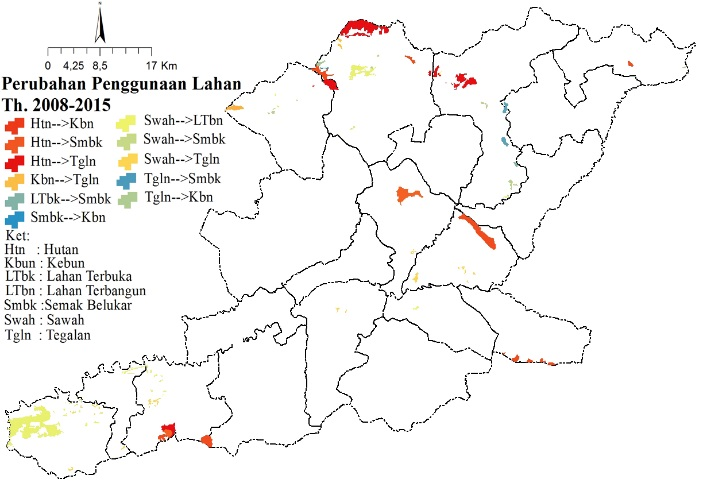 0 4,25 8,5 17 Km
Perubahan Penggunaan Lahan
Th. 2008-2015
Htn-->Kbn
Htn-->Smbk
Htn-->Tgln
Kbn-->Tgln
LTbk-->Smbk
Smbk-->Kbn
Swah-->LTbn
Swah-->Smbk
Swah-->Tgln
Tgln-->Smbk
Tgln-->Kbn
Ket:
Htn : Hutan
Kbun : Kebun
LTbk : Lahan Terbuka
LTbn : Lahan Terbangun
Smbk :Semak Belukar
Swah : Sawah
Tgln : Tegalan